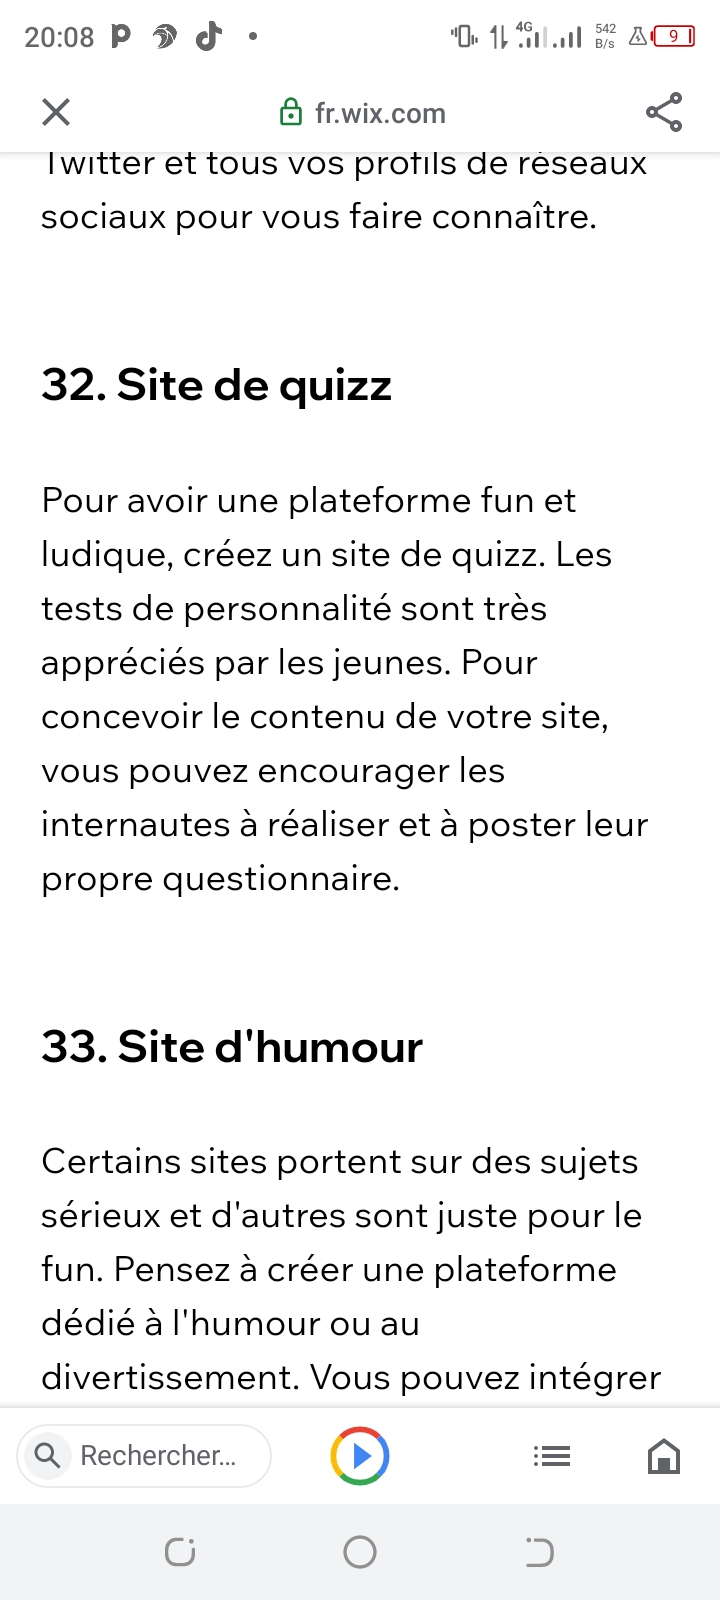 20:08
4G
542
B/s
9
fr.wix.com
Twitter et tous vos profils de réseaux
sociaux pour vous faire connaître.
32. Site de quizz
Pour avoir une plateforme fun et
ludique, créez un site de quizz. Les
tests de personnalité sont très
appréciés par les jeunes. Pour
concevoir le contenu de votre site,
vous pouvez encourager les
internautes à réaliser et à poster leur
propre questionnaire.
33. Site d'humour
Certains sites portent sur des sujets
sérieux et d'autres sont juste pour le
fun. Pensez à créer une plateforme
dédié à l'humour ou au
divertissement. Vous pouvez intégrer
Rechercher...